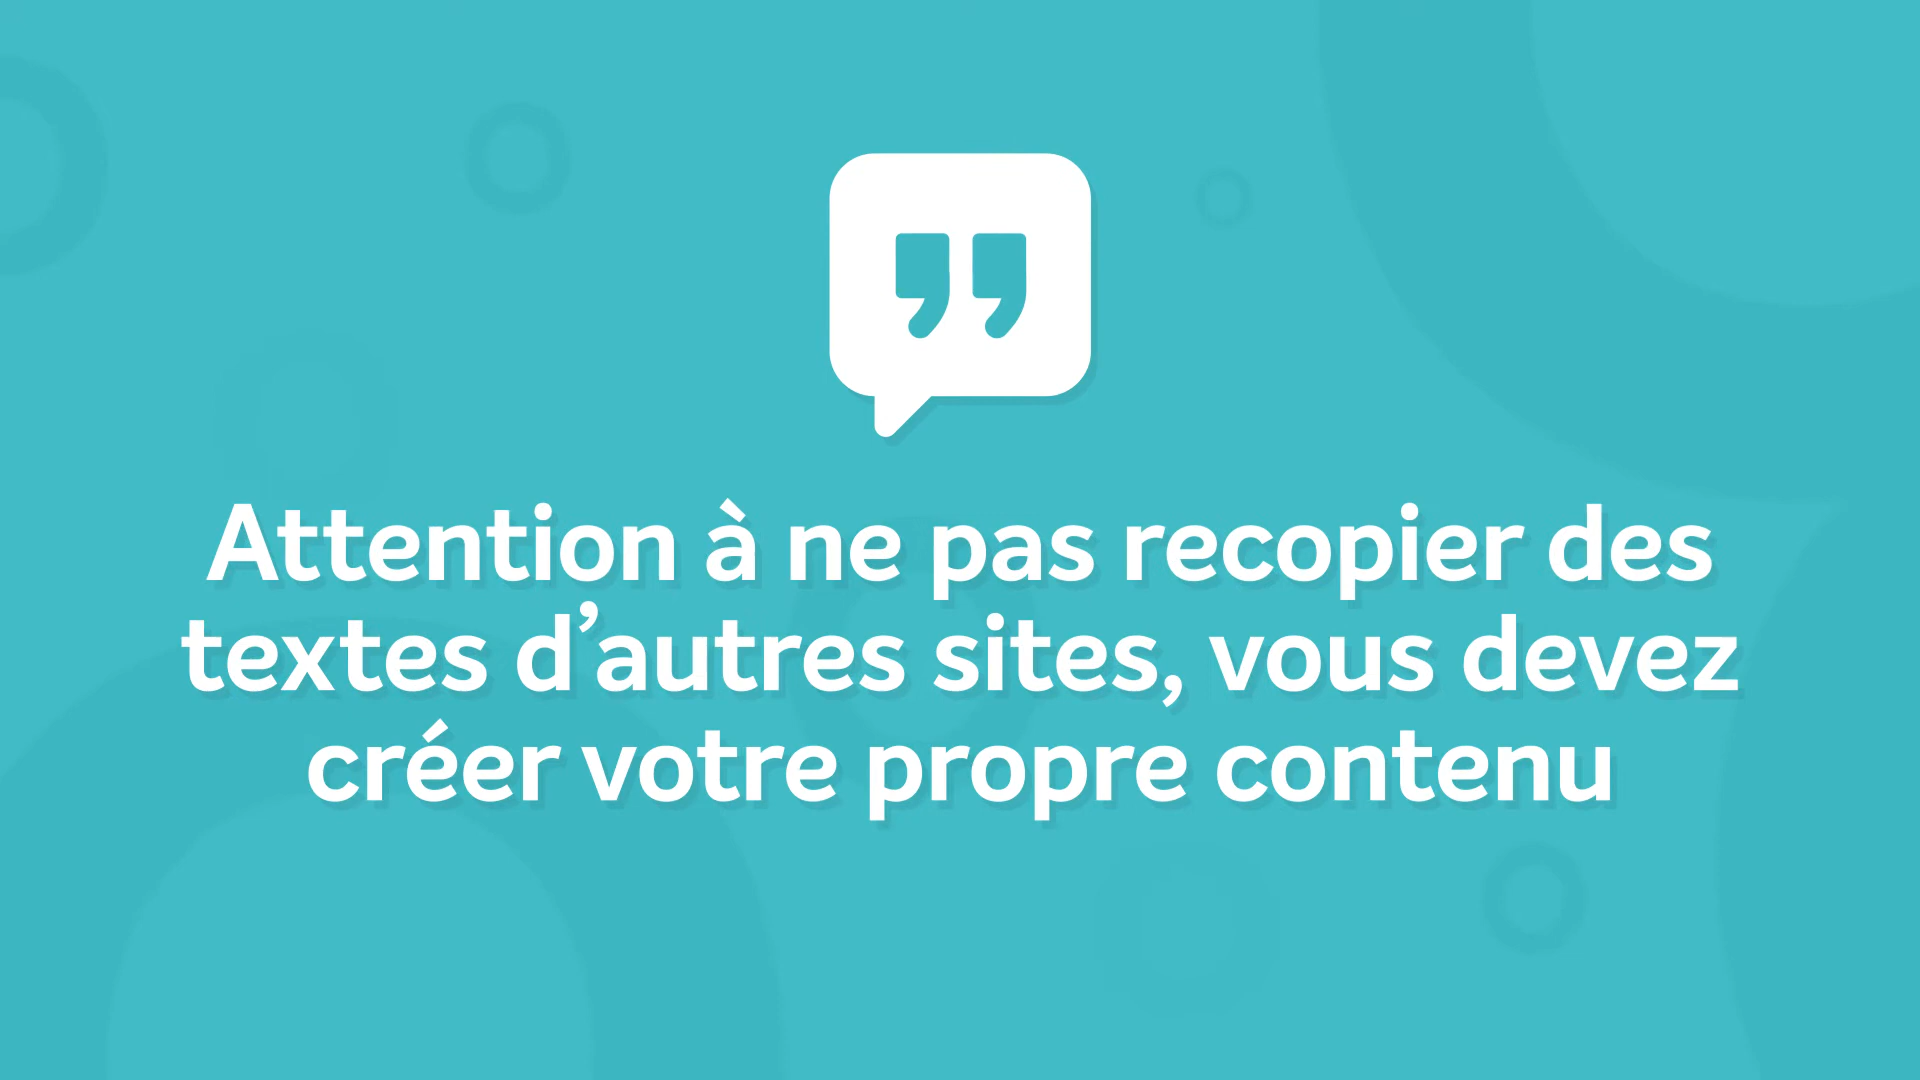 Attention à ne pas recopier des
textes d’autres sites, vous devez
créer votre propre contenu